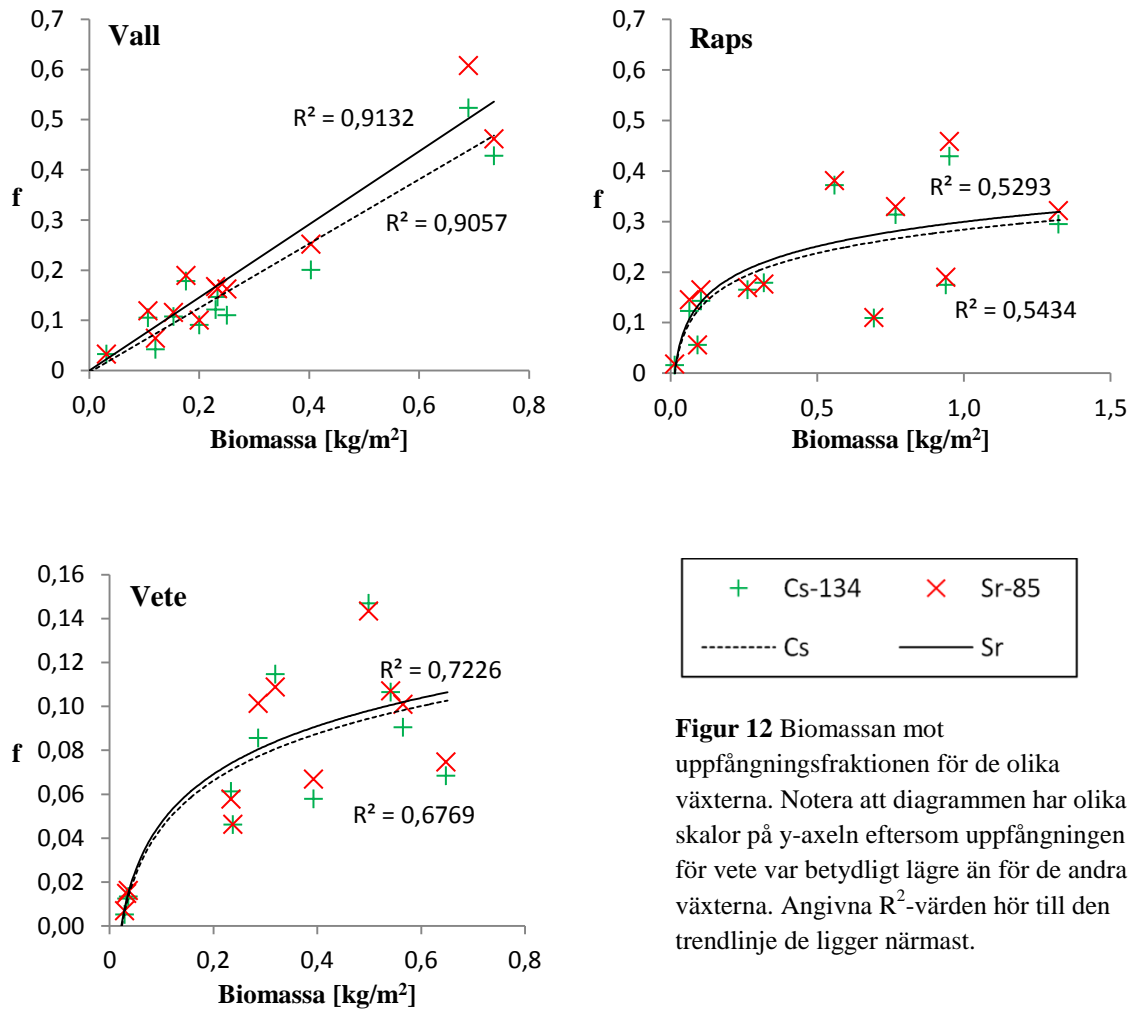 Vall
0,7
0,6
0,5
0,4
0,3
0,2
0,1
0
f
R² = 0,9132
R² = 0,9057
0,0 0,2 0,4 0,6 0,8
Biomassa [kg/m²]
Raps
0,7
0,6
0,5
0,4
0,3
0,2
0,1
0
f
R² = 0,5293
R² = 0,5434
0,0 0,5 1,0 1,5
Biomassa [kg/m²]
Vete
0,16
0,14
0,12
0,10
0,08
0,06
0,04
0,02
0,00
f
R² = 0,7226
R² = 0,6769
0 0,2 0,4 0,6 0,8
Biomassa [kg/m²]
Cs-134 Sr-85
Cs Sr
Figur 12 Biomassan mot
uppfångningsfraktionen för de olika
växterna. Notera att diagrammen har olika
skalor på y-axeln eftersom uppfångningen
för vete var betydligt lägre än för de andra
växterna. Angivna R²-värden hör till den
trendlinje de ligger närmast.